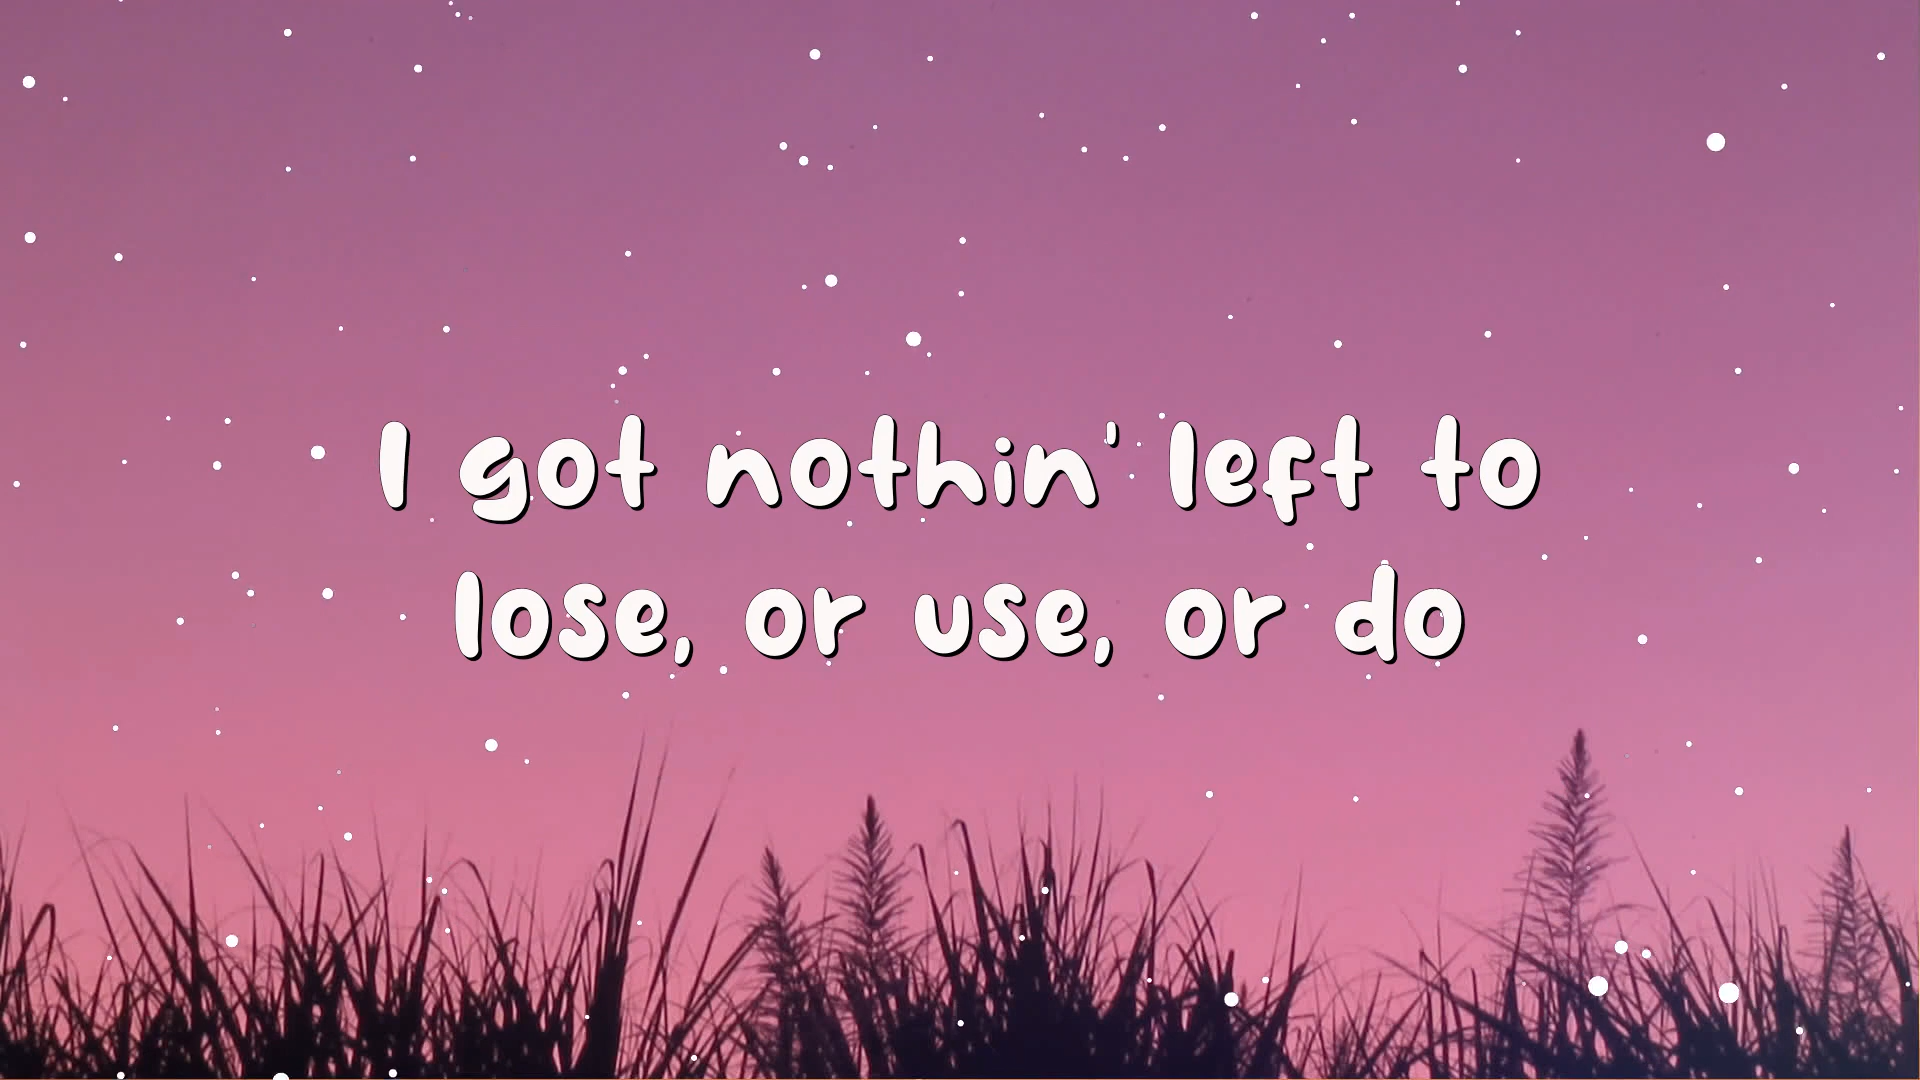 I got nothin' left to
lose, or use, or do